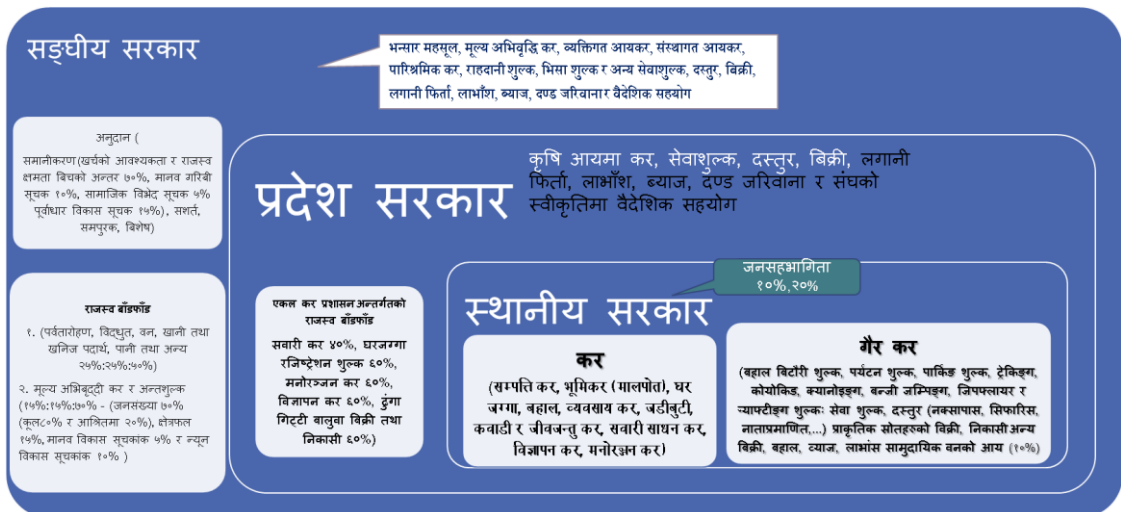 सङ्घीय सरकार
भन्सार महसूल, मूल्य अभिवृद्धि कर, व्यक्तिगत आयकर, संस्थागत आयकर,
पारिश्रमिक कर, राहदानी शुल्क, भिसा शुल्क र अन्य सेवाशुल्क, दस्तुर, बिक्री,
लगानी फिर्ता, लाभाँश, ब्याज, दण्ड जरिवाना र वैदेशिक सहयोग
अनुदान (
समानीकरण(खर्चको आवश्यकता र राजस्व
क्षमता बिचको अन्तर ७०%, मानव गरिबी
सूचक १०%, सामाजिक विभेद सूचक ५%
पूर्वाधार विकास सूचक १५%), सशर्त,
समपुरक, बिशेष)
राजस्व बाँडफाँड
१. (पर्वतारोहण, विद्धुत, वन, खानी तथा
खनिज पदार्थ, पानी तथा अन्य
२५%:२५%:५०%)
२. मूल्य अभिबृद्दी कर र अन्तशुल्क
(१५%:१५%:७०% - (जनसंख्या ७०%
(कूल८०% र आश्रितमा २०%), क्षेत्रफल
१५%, मानव विकास सूचकांक ५% र न्यून
विकास सूचकांक १०% )
प्रदेश सरकार
कृषि आयमा कर, सेवाशुल्क, दस्तुर, बिक्री, लगानी
फिर्ता, लाभाँश, ब्याज, दण्ड जरिवाना र संघको
स्वीकृतिमा वैदेशिक सहयोग
एकल कर प्रशासन अन्तर्गतको
राजस्व बाँडफाँड
सवारी कर ४०%, घरजग्गा
रजिष्ट्रेशन शुल्क ६०%,
मनोरञ्जन कर ६०%,
विज्ञापन कर ६०%, ढुंगा
गिट्टी बालुवा बिक्री तथा
निकासी ६०%)
जनसहभागिता
१०%,२०%
स्थानीय सरकार
कर
(सम्पत्ति कर, भूमिकर (मालपोत), घर
जग्गा, बहाल, व्यवसाय कर, जडीबुटी,
कवाडी र जीवजन्तु कर, सवारी साधन कर,
विज्ञापन कर, मनोरञ्जन कर)
गैर कर
(बहाल बिटौरी शुल्क, पर्यटन शुल्क, पार्किङ शुल्क, ट्रेकिङ्ग,
कोयोकिङ, क्यानोइङ्ग, बन्जी जम्पिङ्ग, जिपफ्लायर र
र्‍याफ्टीङ्ग शुल्कः सेवा शुल्क, दस्तुर (नक्सापास, सिफारिस,
नाताप्रमाणित,...) प्राकृतिक स्रोतहरुको विक्री, निकासी अन्य
बिक्री, बहाल, व्याज, लाभांस सामुदायिक वनको आय (१०%)